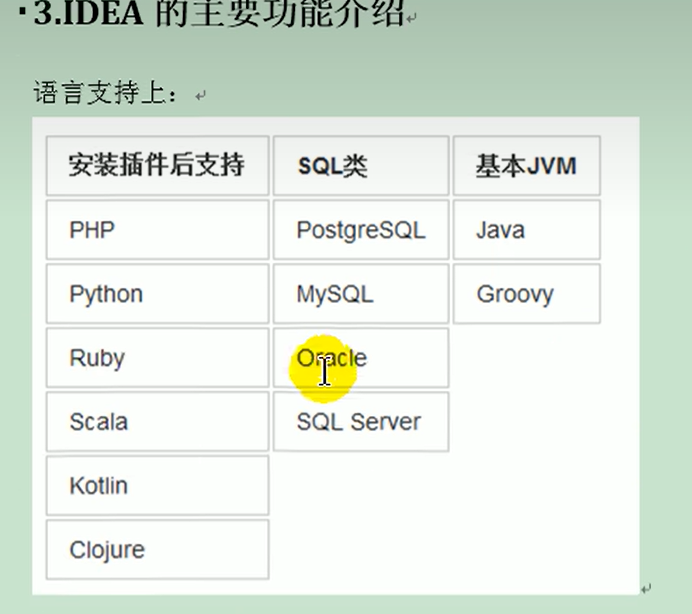 ▪3.IDEA 的主要功能介绍↵
语言支持上：↵
安装插件后支持 SQL类 基本JVM
PHP PostgreSQL Java
Python MySQL Groovy
Ruby Oracle
Scala SQL Server
Kotlin
Clojure